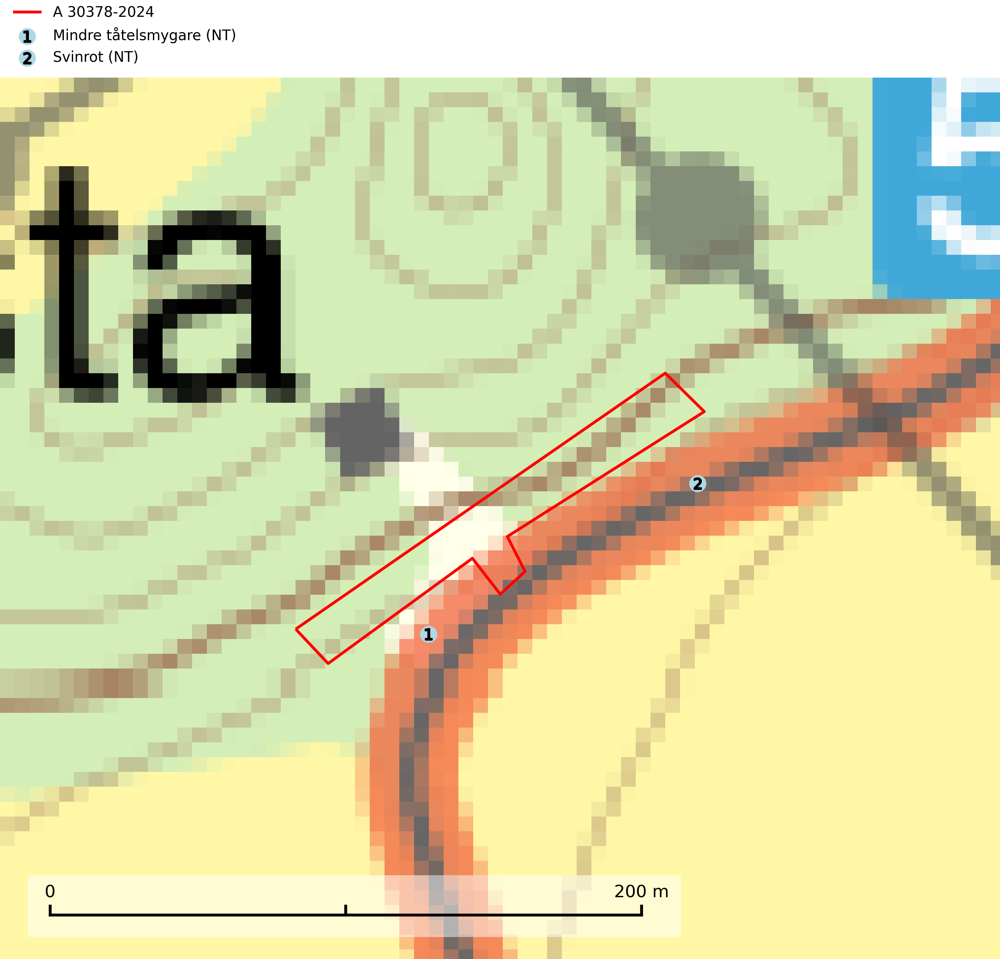 A 30378-2024
1 Mindre tåtelsmygare (NT)
2 Svinrot (NT)
ta
2
1
0 200 m